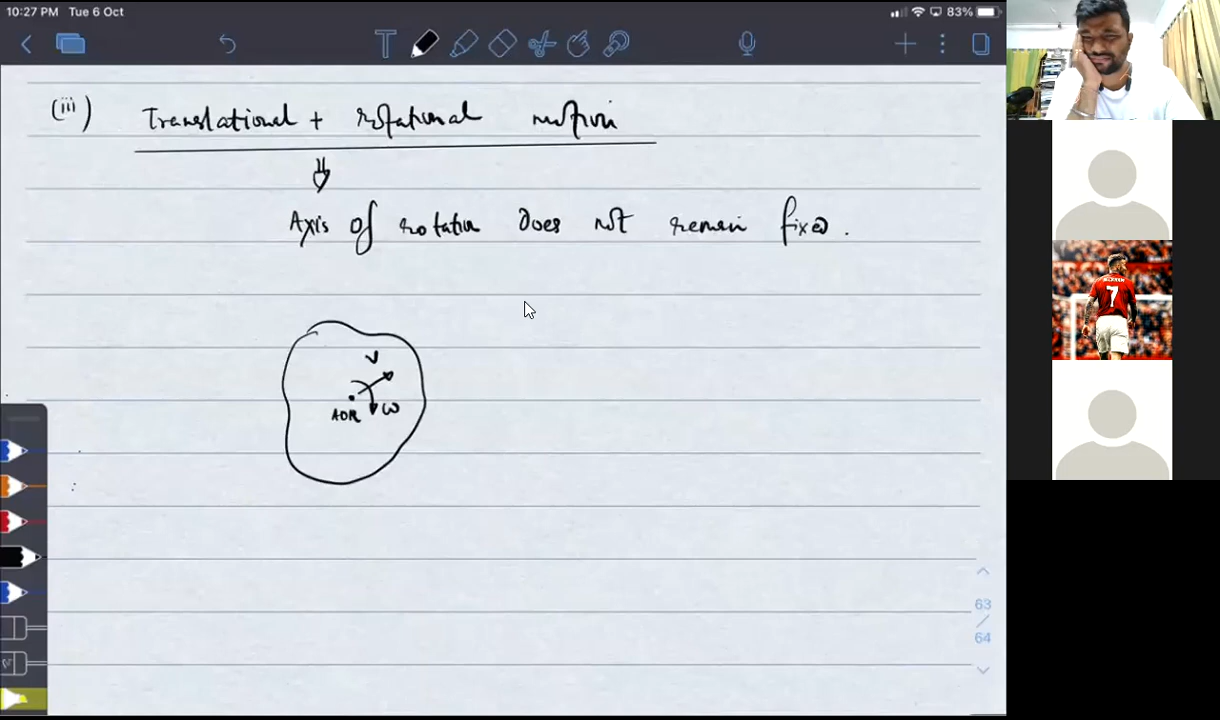 10:27 PM Tue 6 Oct
83%
(iii) Translational + rotational motion
Axis of rotation does not remain fixed.
V
AOR ω
7
63
64